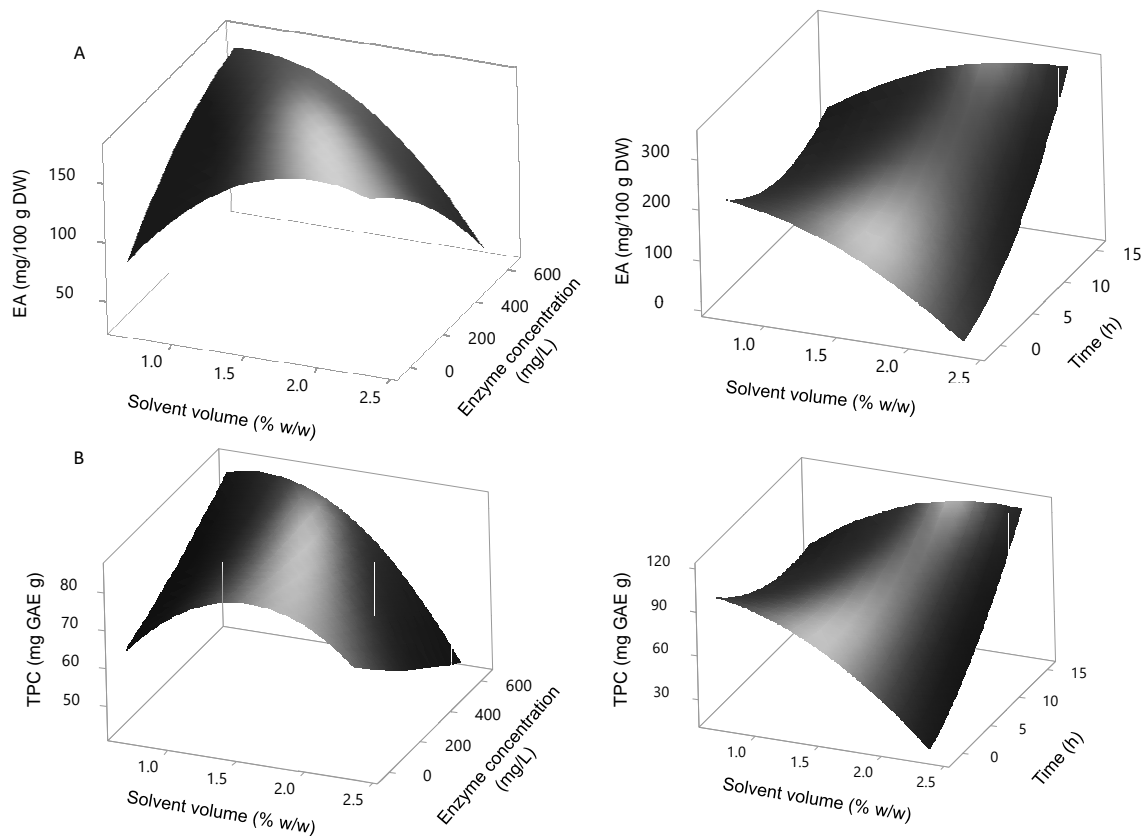 A
EA (mg/100 g DW)
150
100
50
1.0
1.5
2.0
2.5
Solvent volume (% w/w)
0
200
400
600
Enzyme concentration
(mg/L)
EA (mg/100 g DW)
300
200
100
0
1.0
1.5
2.0
2.5
Solvent volume (% w/w)
0
5
10
15
Time (h)
B
TPC (mg GAE g)
80
70
60
50
1.0
1.5
2.0
2.5
Solvent volume (% w/w)
0
200
400
600
Enzyme concentration
(mg/L)
TPC (mg GAE g)
120
90
60
30
1.0
1.5
2.0
2.5
Solvent volume (% w/w)
0
5
10
15
Time (h)